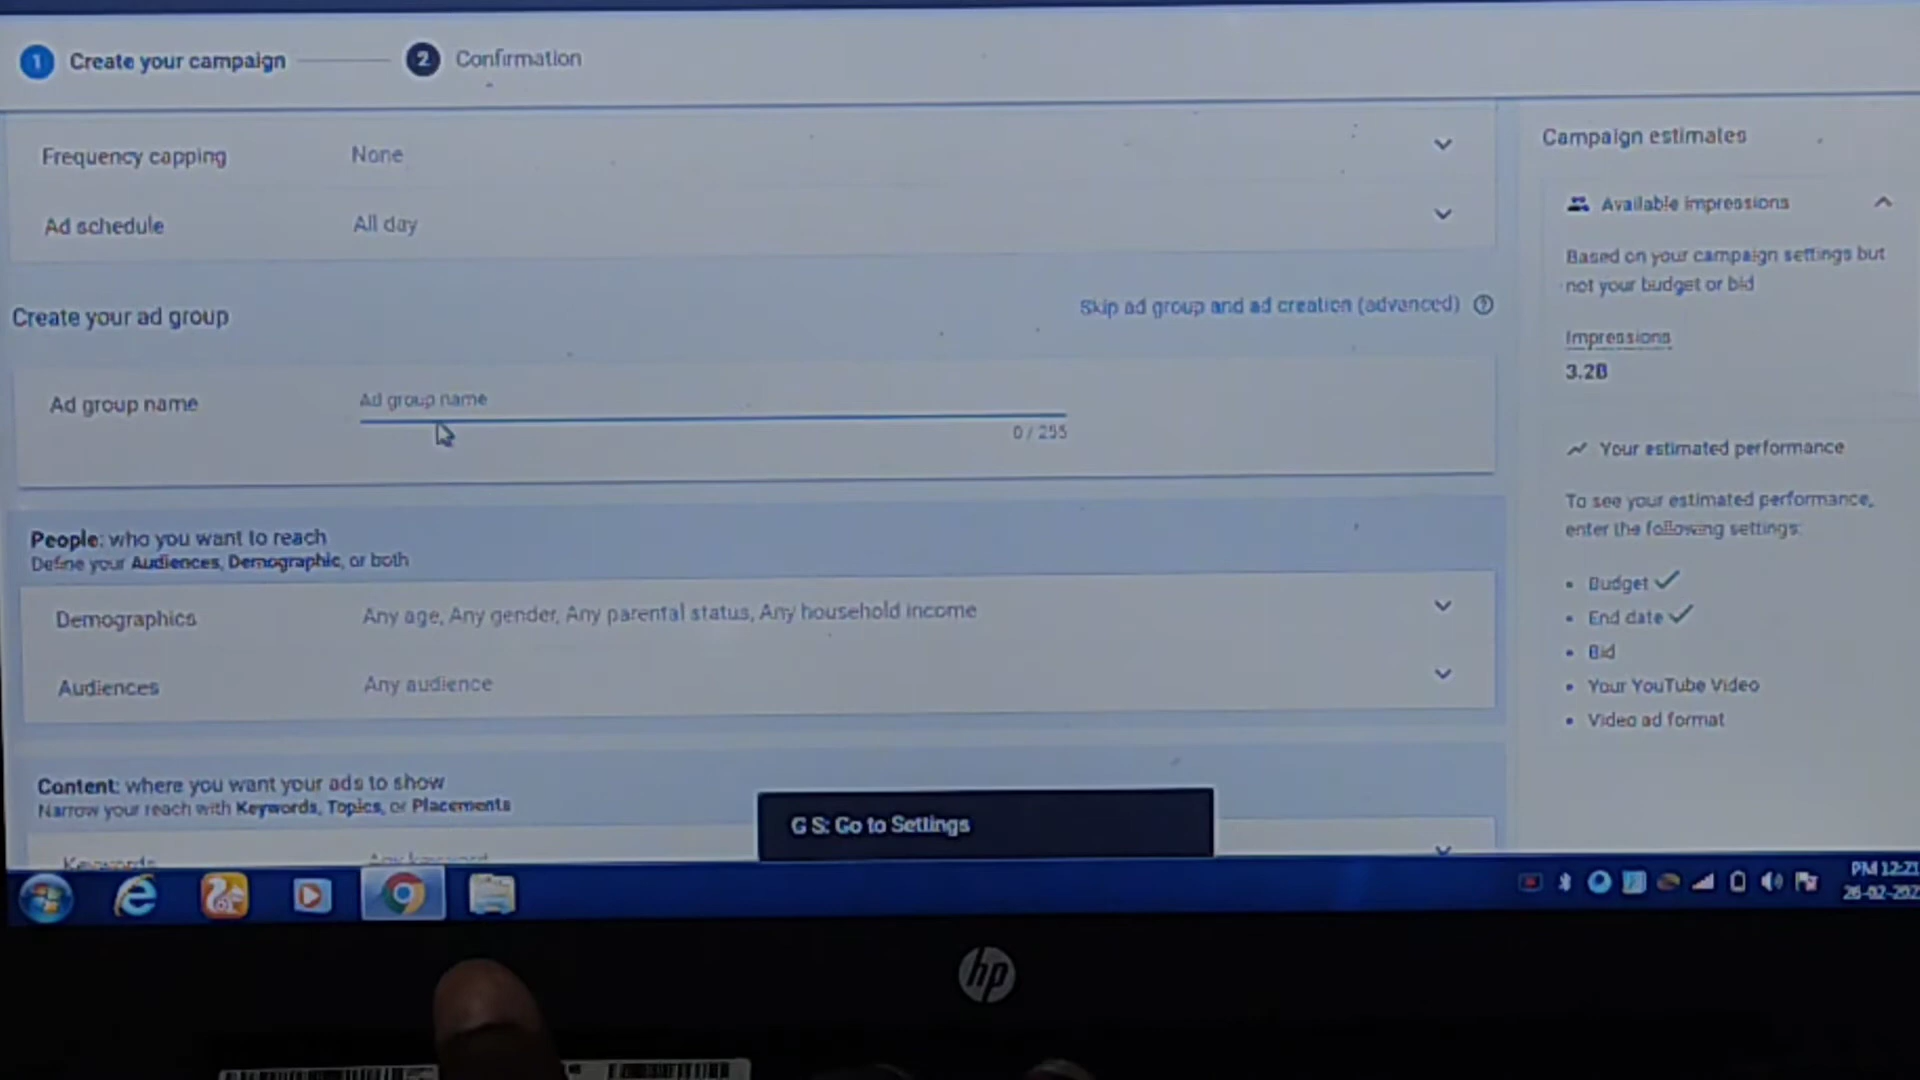 1 Create your campaign 2 Confirmation
Frequency capping None
Ad schedule All day
Create your ad group Skip ad group and ad creation (advanced) ?
Ad group name Ad group name
0 / 255
People: who you want to reach
Define your Audiences, Demographic, or both
Demographics Any age, Any gender, Any parental status, Any household income
Audiences Any audience
Content: where you want your ads to show
Narrow your reach with Keywords, Topics, or Placements
Keywords Any keyword
G S: Go to Settings
Campaign estimates
Available impressions
Based on your campaign settings but
not your budget or bid
Impressions
3.2B
Your estimated performance
To see your estimated performance,
enter the following settings:
• Budget ✓
• End date ✓
• Bid
• Your YouTube Video
• Video ad format
PM 12:21
26-02-202
hp